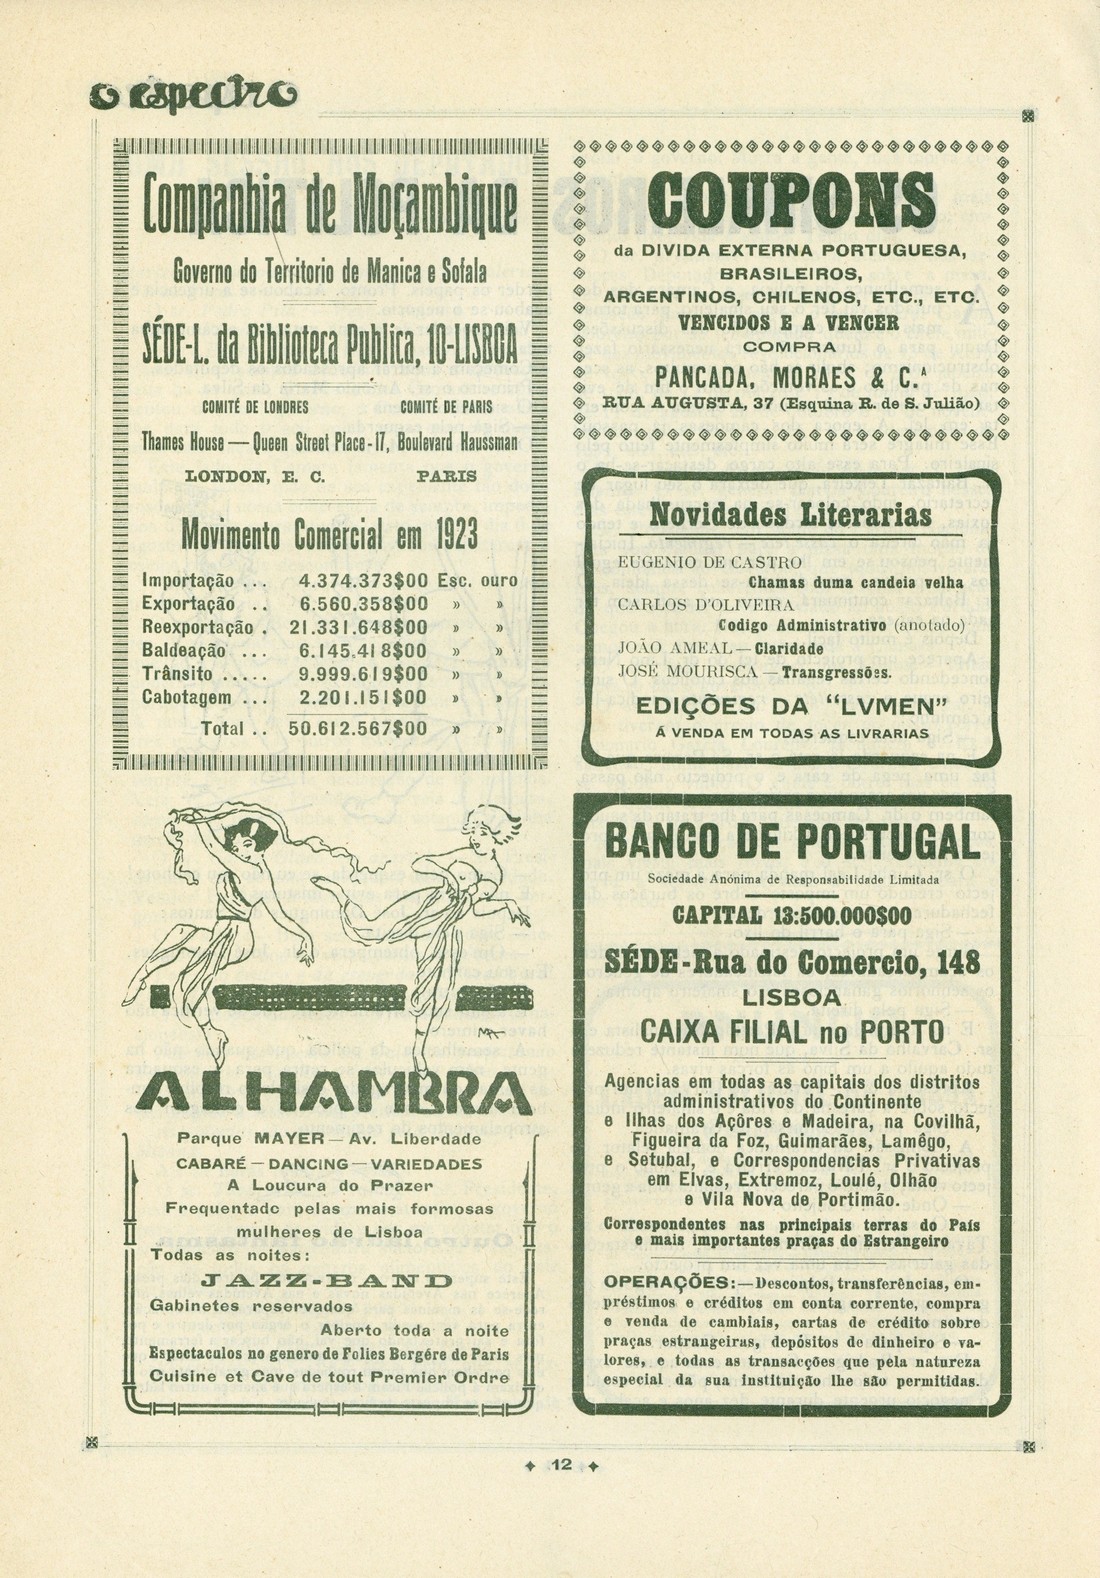 o espectro
Companhia de Moçambique
Governo do Territorio de Manica e Sofala
SÉDE-L. da Biblioteca Publica, 10-LISBOA
COMITÉ DE LONDRES COMITÉ DE PARIS
Thames House — Queen Street Place - 17, Boulevard Haussman
LONDON, E. C. PARIS
Movimento Comercial em 1923
Importação ... 4.374.373$00 Esc. ouro
Exportação .. 6.560.358$00 » »
Reexportação . 21.331.648$00 » »
Baldeação ... 6.145.418$00 » »
Trânsito ..... 9.999.619$00 » »
Cabotagem ... 2.201.151$00 » »
Total .. 50.612.567$00 » »
COUPONS
da DIVIDA EXTERNA PORTUGUESA,
BRASILEIROS,
ARGENTINOS, CHILENOS, ETC., ETC.
VENCIDOS E A VENCER
COMPRA
PANCADA, MORAES & C.ᴬ
RUA AUGUSTA, 37 (Esquina R. de S. Julião)
Novidades Literarias
EUGENIO DE CASTRO
Chamas duma candeia velha
CARLOS D'OLIVEIRA
Codigo Administrativo (anotado)
JOÃO AMEAL — Claridade
JOSÉ MOURISCA — Transgressões.
EDIÇÕES DA “LVMEN”
Á VENDA EM TODAS AS LIVRARIAS
MA
ALHAMBRA
Parque MAYER — Av. Liberdade
CABARÉ — DANCING — VARIEDADES
A Loucura do Prazer
Frequentado pelas mais formosas
mulheres de Lisboa
Todas as noites:
JAZZ-BAND
Gabinetes reservados
Aberto toda a noite
Espectaculos no genero de Folies Bergére de Paris
Cuisine et Cave de tout Premier Ordre
BANCO DE PORTUGAL
Sociedade Anónima de Responsabilidade Limitada
CAPITAL 13:500.000$00
SÉDE-Rua do Comercio, 148
LISBOA
CAIXA FILIAL no PORTO
Agencias em todas as capitais dos distritos
administrativos do Continente
e Ilhas dos Açôres e Madeira, na Covilhã,
Figueira da Foz, Guimarães, Lamêgo,
e Setubal, e Correspondencias Privativas
em Elvas, Extremoz, Loulé, Olhão
e Vila Nova de Portimão.
Correspondentes nas principais terras do País
e mais importantes praças do Estrangeiro
OPERAÇÕES:—Descontos, transferências, em-
préstimos e créditos em conta corrente, compra
e venda de cambiais, cartas de crédito sobre
praças estrangeiras, depósitos de dinheiro e va-
lores, e todas as transacções que pela natureza
especial da sua instituição lhe são permitidas.
12